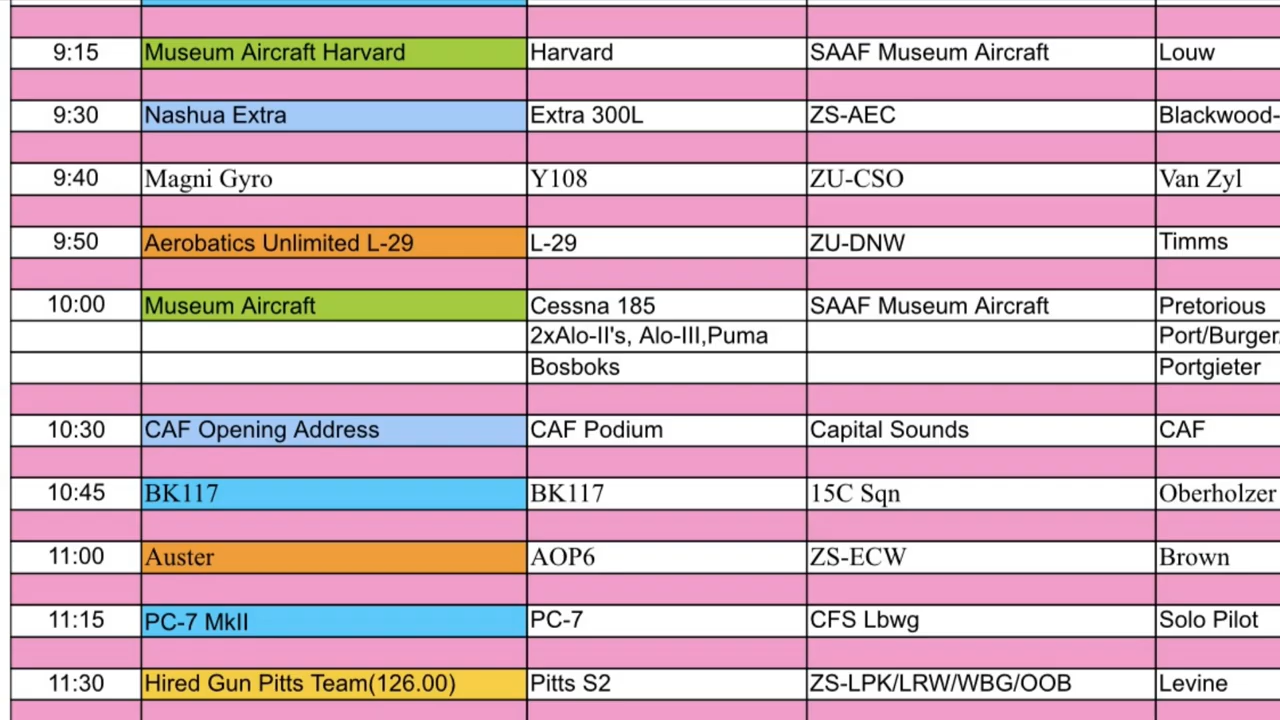 9:15 Museum Aircraft Harvard Harvard SAAF Museum Aircraft Louw
9:30 Nashua Extra Extra 300L ZS-AEC Blackwood-
9:40 Magni Gyro Y108 ZU-CSO Van Zyl
9:50 Aerobatics Unlimited L-29 L-29 ZU-DNW Timms
10:00 Museum Aircraft Cessna 185 SAAF Museum Aircraft Pretorious
2xAlo-II's, Alo-III,Puma Port/Burger/
Bosboks Portgieter
10:30 CAF Opening Address CAF Podium Capital Sounds CAF
10:45 BK117 BK117 15C Sqn Oberholzer
11:00 Auster AOP6 ZS-ECW Brown
11:15 PC-7 MkII PC-7 CFS Lbwg Solo Pilot
11:30 Hired Gun Pitts Team(126.00) Pitts S2 ZS-LPK/LRW/WBG/OOB Levine